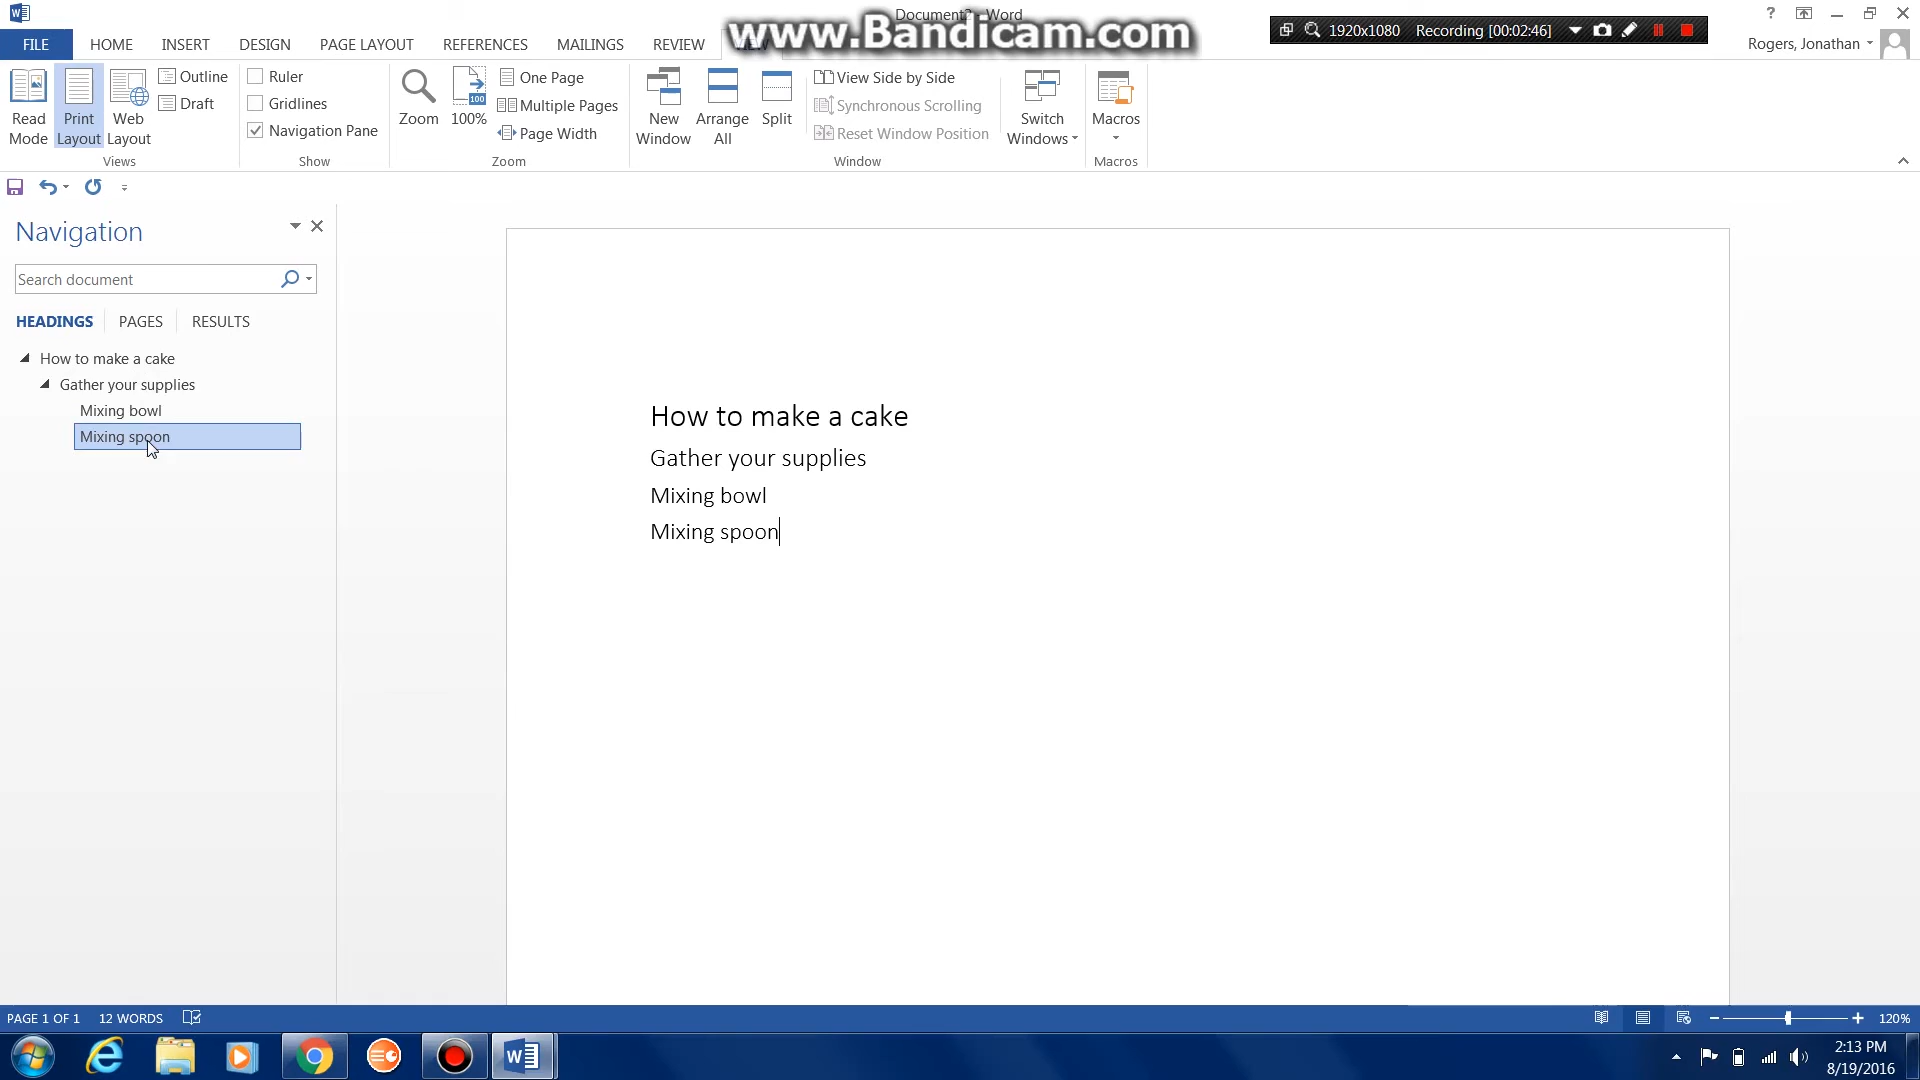 Document2 - Word
www.Bandicam.com
1920x1080 Recording [00:02:46]
FILE HOME INSERT DESIGN PAGE LAYOUT REFERENCES MAILINGS REVIEW
Rogers, Jonathan
Read Mode
Print Layout
Web Layout
Outline
Draft
Views
Ruler
Gridlines
Navigation Pane
Show
Zoom
100%
100
One Page
Multiple Pages
Page Width
Zoom
New Window
Arrange All
Split
View Side by Side
Synchronous Scrolling
Reset Window Position
Window
Switch Windows
Macros
Macros
Navigation
Search document
HEADINGS PAGES RESULTS
How to make a cake
Gather your supplies
Mixing bowl
Mixing spoon
How to make a cake
Gather your supplies
Mixing bowl
Mixing spoon
PAGE 1 OF 1 12 WORDS
120%
2:13 PM
8/19/2016